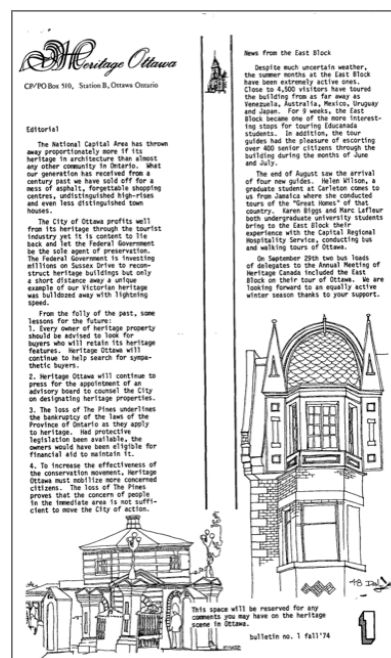 Heritage Ottawa
CP/PO Box 510, Station B, Ottawa Ontario
Editorial
The National Capital Area has thrown
away proportionately more if its
heritage in architecture than almost
any other community in Ontario. What
our generation has received from a
century past we have sold off for a
mess of asphalt, forgettable shopping
centres, undistinguished high-rises
and even less distinguished town
houses.
The City of Ottawa profits well
from its heritage through the tourist
industry yet it is content to lie
back and let the Federal Government
be the sole agent of preservation.
The Federal Government is investing
millions on Sussex Drive to recon-
struct heritage buildings but only
a short distance away a unique
example of our Victorian heritage
was bulldozed away with lightning
speed.
From the folly of the past, some
lessons for the future:
1. Every owner of heritage property
should be advised to look for
buyers who will retain its heritage
features. Heritage Ottawa will
continue to help search for sympa-
thetic buyers.
2. Heritage Ottawa will continue to
press for the appointment of an
advisory board to counsel the City
on designating heritage properties.
3. The loss of The Pines underlines
the bankruptcy of the laws of the
Province of Ontario as they apply
to heritage. Had protective
legislation been available, the
owners would have been eligible for
financial aid to maintain it.
4. To increase the effectiveness of
the conservation movement, Heritage
Ottawa must mobilize more concerned
citizens. The loss of The Pines
proves that the concern of people
in the immediate area is not suffi-
cient to move the City of action.
News from the East Block
Despite much uncertain weather,
the summer months at the East Block
have been extremely active ones.
Close to 4,500 visitors have toured
the building from as far away as
Venezuela, Australia, Mexico, Uruguay
and Japan. For 9 weeks, the East
Block became one of the more interest-
ing stops for touring Educanada
students. In addition, the tour
guides had the pleasure of escorting
over 400 senior citizens through the
building during the months of June
and July.
The end of August saw the arrival
of four new guides. Helen Wilson, a
graduate student at Carleton comes to
us from Jamaica where she conducted
tours of the "Great Homes" of that
country. Karen Biggs and Marc Lafleur
both undergraduate university students
bring to the East Block their
experience with the Capital Regional
Hospitality Service, conducting bus
and walking tours of Ottawa.
On September 29th two bus loads
of delegates to the Annual Meeting of
Heritage Canada included the East
Block on their tour of Ottawa. We are
looking forward to an equally active
winter season thanks to your support.
This space will be reserved for any
comments you may have on the heritage
scene in Ottawa.
bulletin no. 1 fall'74
1